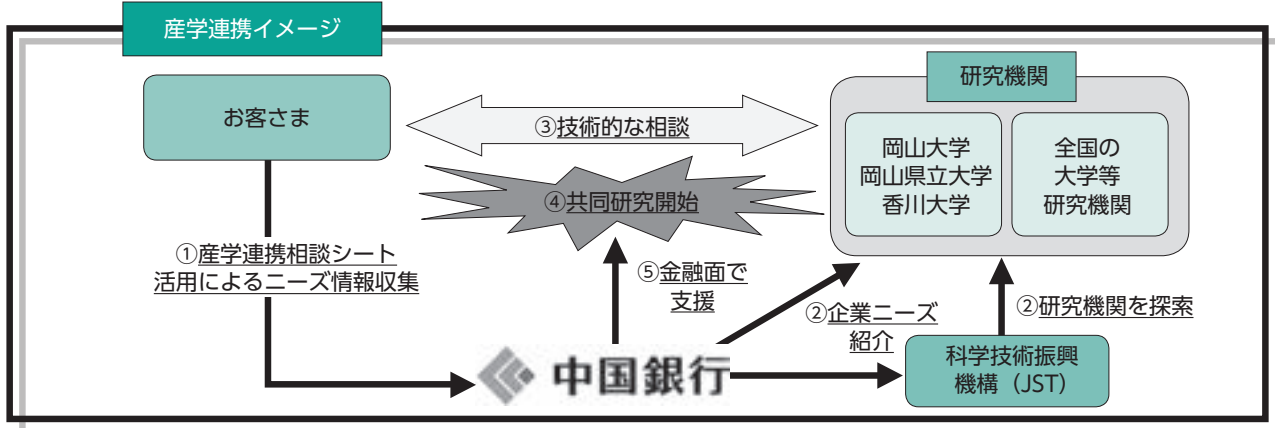 産学連携イメージ
お客さま
③技術的な相談
研究機関
岡山大学
岡山県立大学
香川大学
全国の
大学等
研究機関
④共同研究開始
①産学連携相談シート
活用によるニーズ情報収集
⑤金融面で
支援
②企業ニーズ
紹介
②研究機関を探索
中国銀行
科学技術振興
機構（JST）